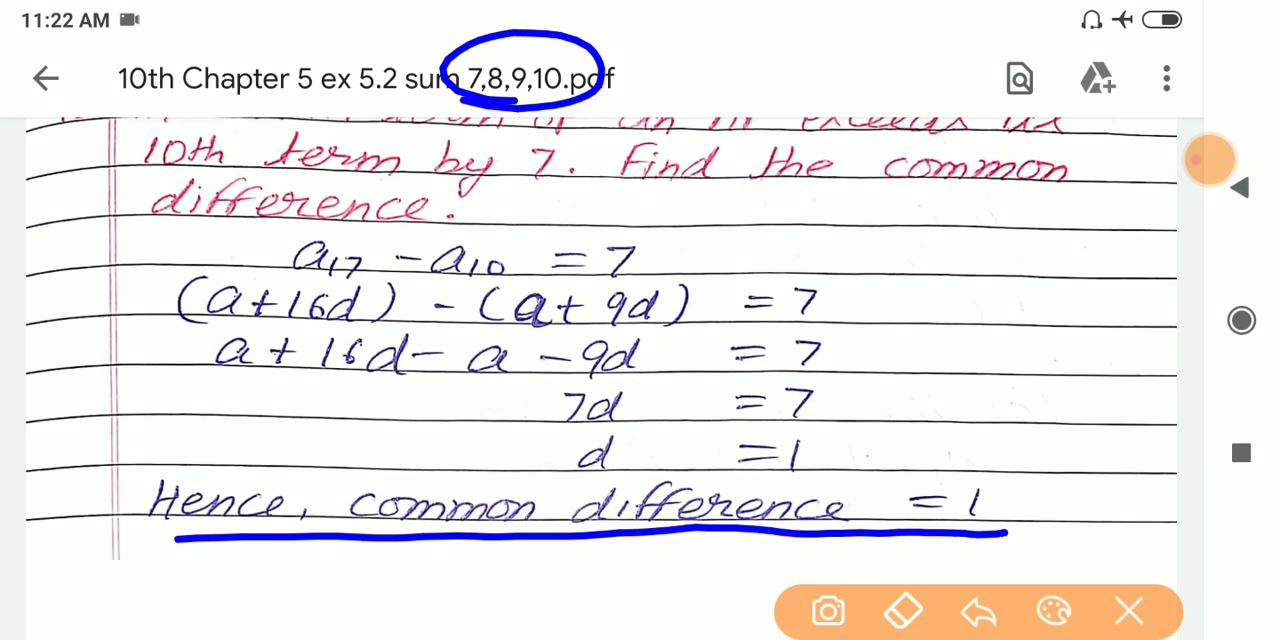 11:22 AM
10th Chapter 5 ex 5.2 sum 7,8,9,10.pdf
10th term by 7. Find the common
difference.
a17 - a10 = 7
(a+16d) - (a+9d) = 7
a+16d - a - 9d = 7
7d = 7
d = 1
Hence, common difference = 1